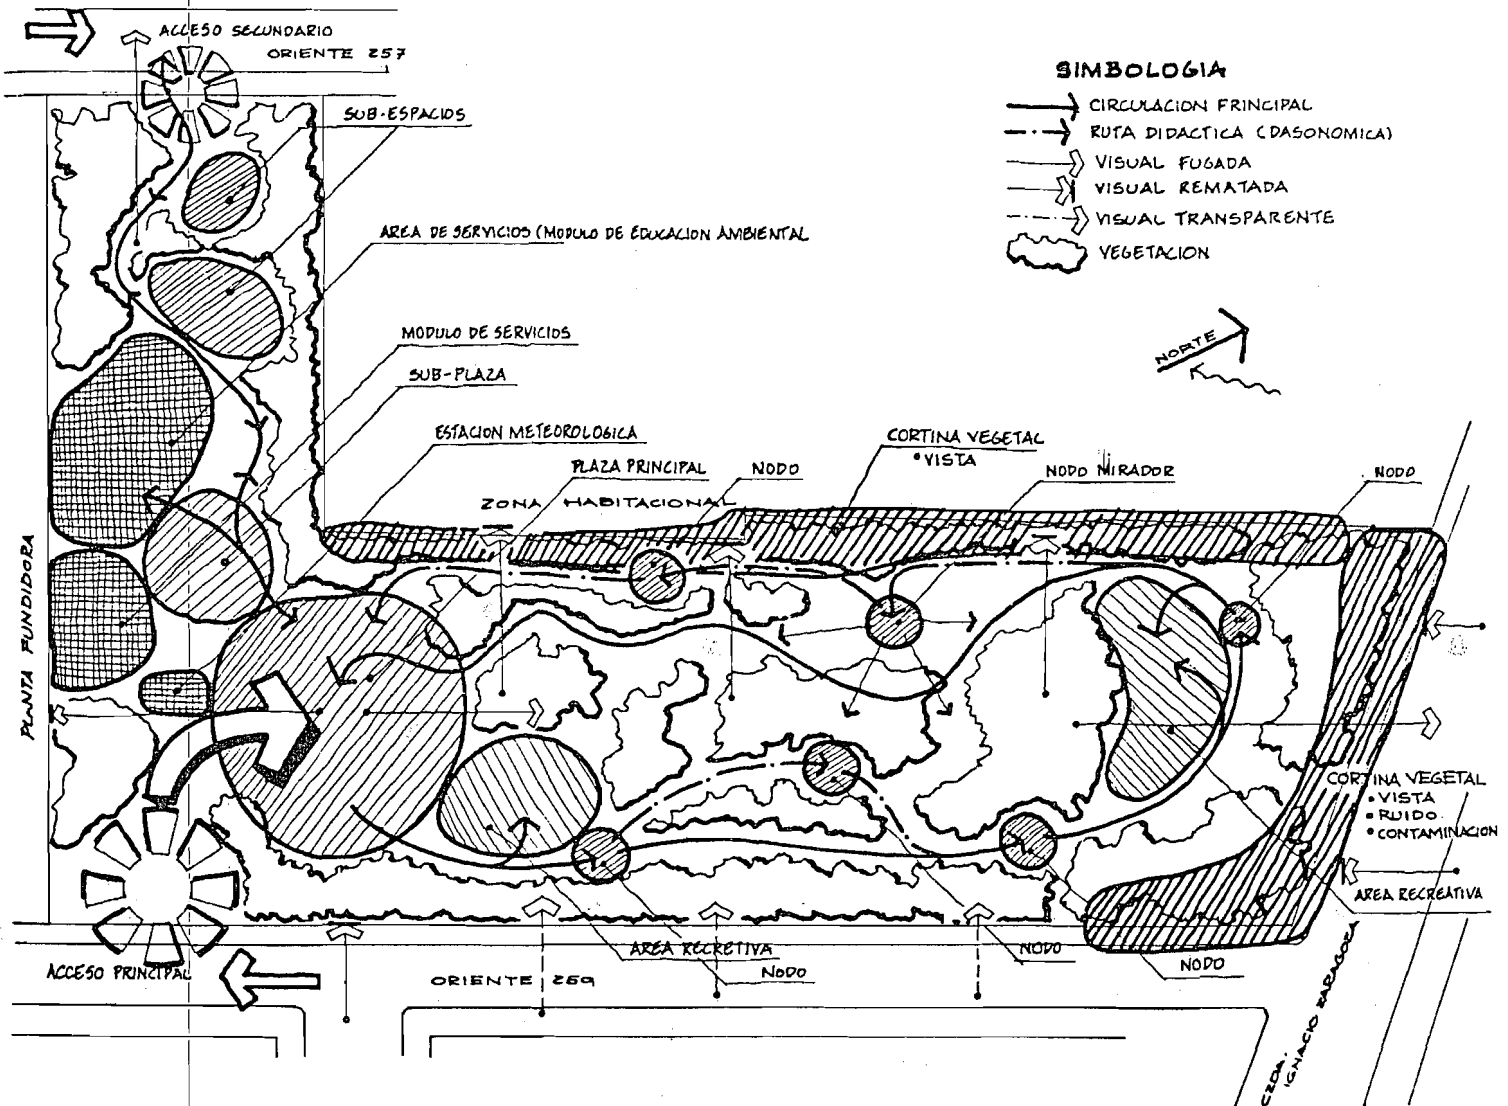 ACCESO SECUNDARIO
ORIENTE 257
SUB-ESPACIOS
AREA DE SERVICIOS (MODULO DE EDUCACION AMBIENTAL
MODULO DE SERVICIOS
SUB-PLAZA
ESTACION METEOROLOGICA
PLAZA PRINCIPAL
NODO
ZONA HABITACIONAL
CORTINA VEGETAL
• VISTA
NODO MIRADOR
NODO
SIMBOLOGIA
CIRCULACION FRINCIPAL
RUTA DIDACTICA (DASONOMICA)
VISUAL FUGADA
VISUAL REMATADA
VISUAL TRANSPARENTE
VEGETACION
NORTE
PLANTA FUNDIDORA
CORTINA VEGETAL
• VISTA
• RUIDO.
• CONTAMINACION
AREA RECREATIVA
ACCESO PRINCIPAL
AREA RECRETIVA
NODO
NODO
NODO
ORIENTE 259
CZDA.
IGNACIO ZARAGOZA